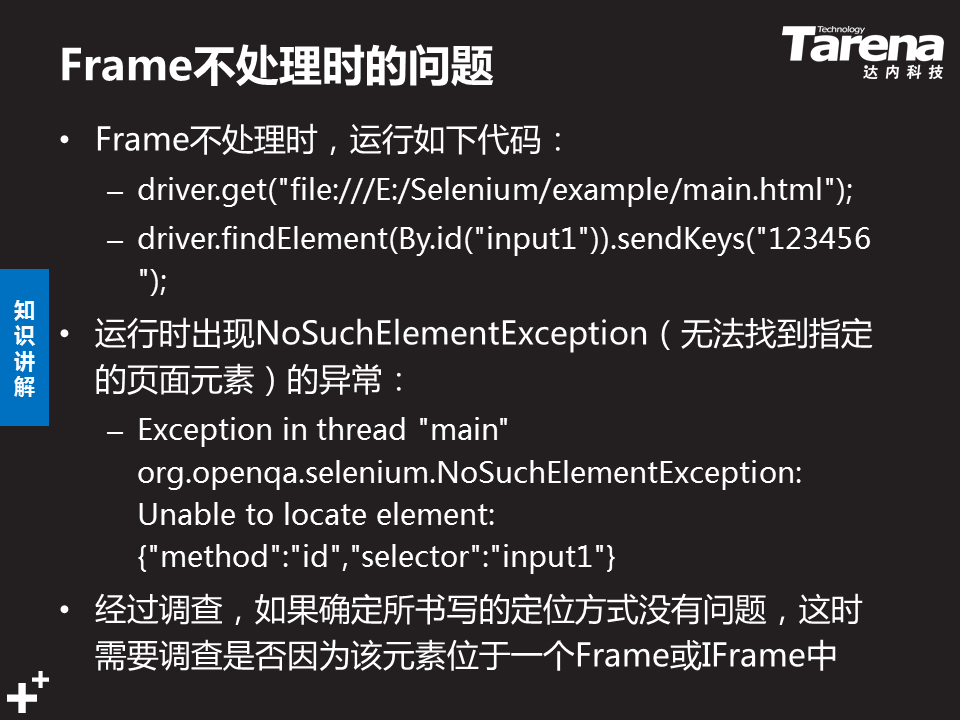 Frame不处理时的问题
Technology
Tarena
达内科技
• Frame不处理时，运行如下代码：
– driver.get("file:///E:/Selenium/example/main.html");
– driver.findElement(By.id("input1")).sendKeys("123456
");
• 运行时出现NoSuchElementException（无法找到指定
的页面元素）的异常：
– Exception in thread "main"
org.openqa.selenium.NoSuchElementException:
Unable to locate element:
{"method":"id","selector":"input1"}
• 经过调查，如果确定所书写的定位方式没有问题，这时
需要调查是否因为该元素位于一个Frame或IFrame中
知
识
讲
解